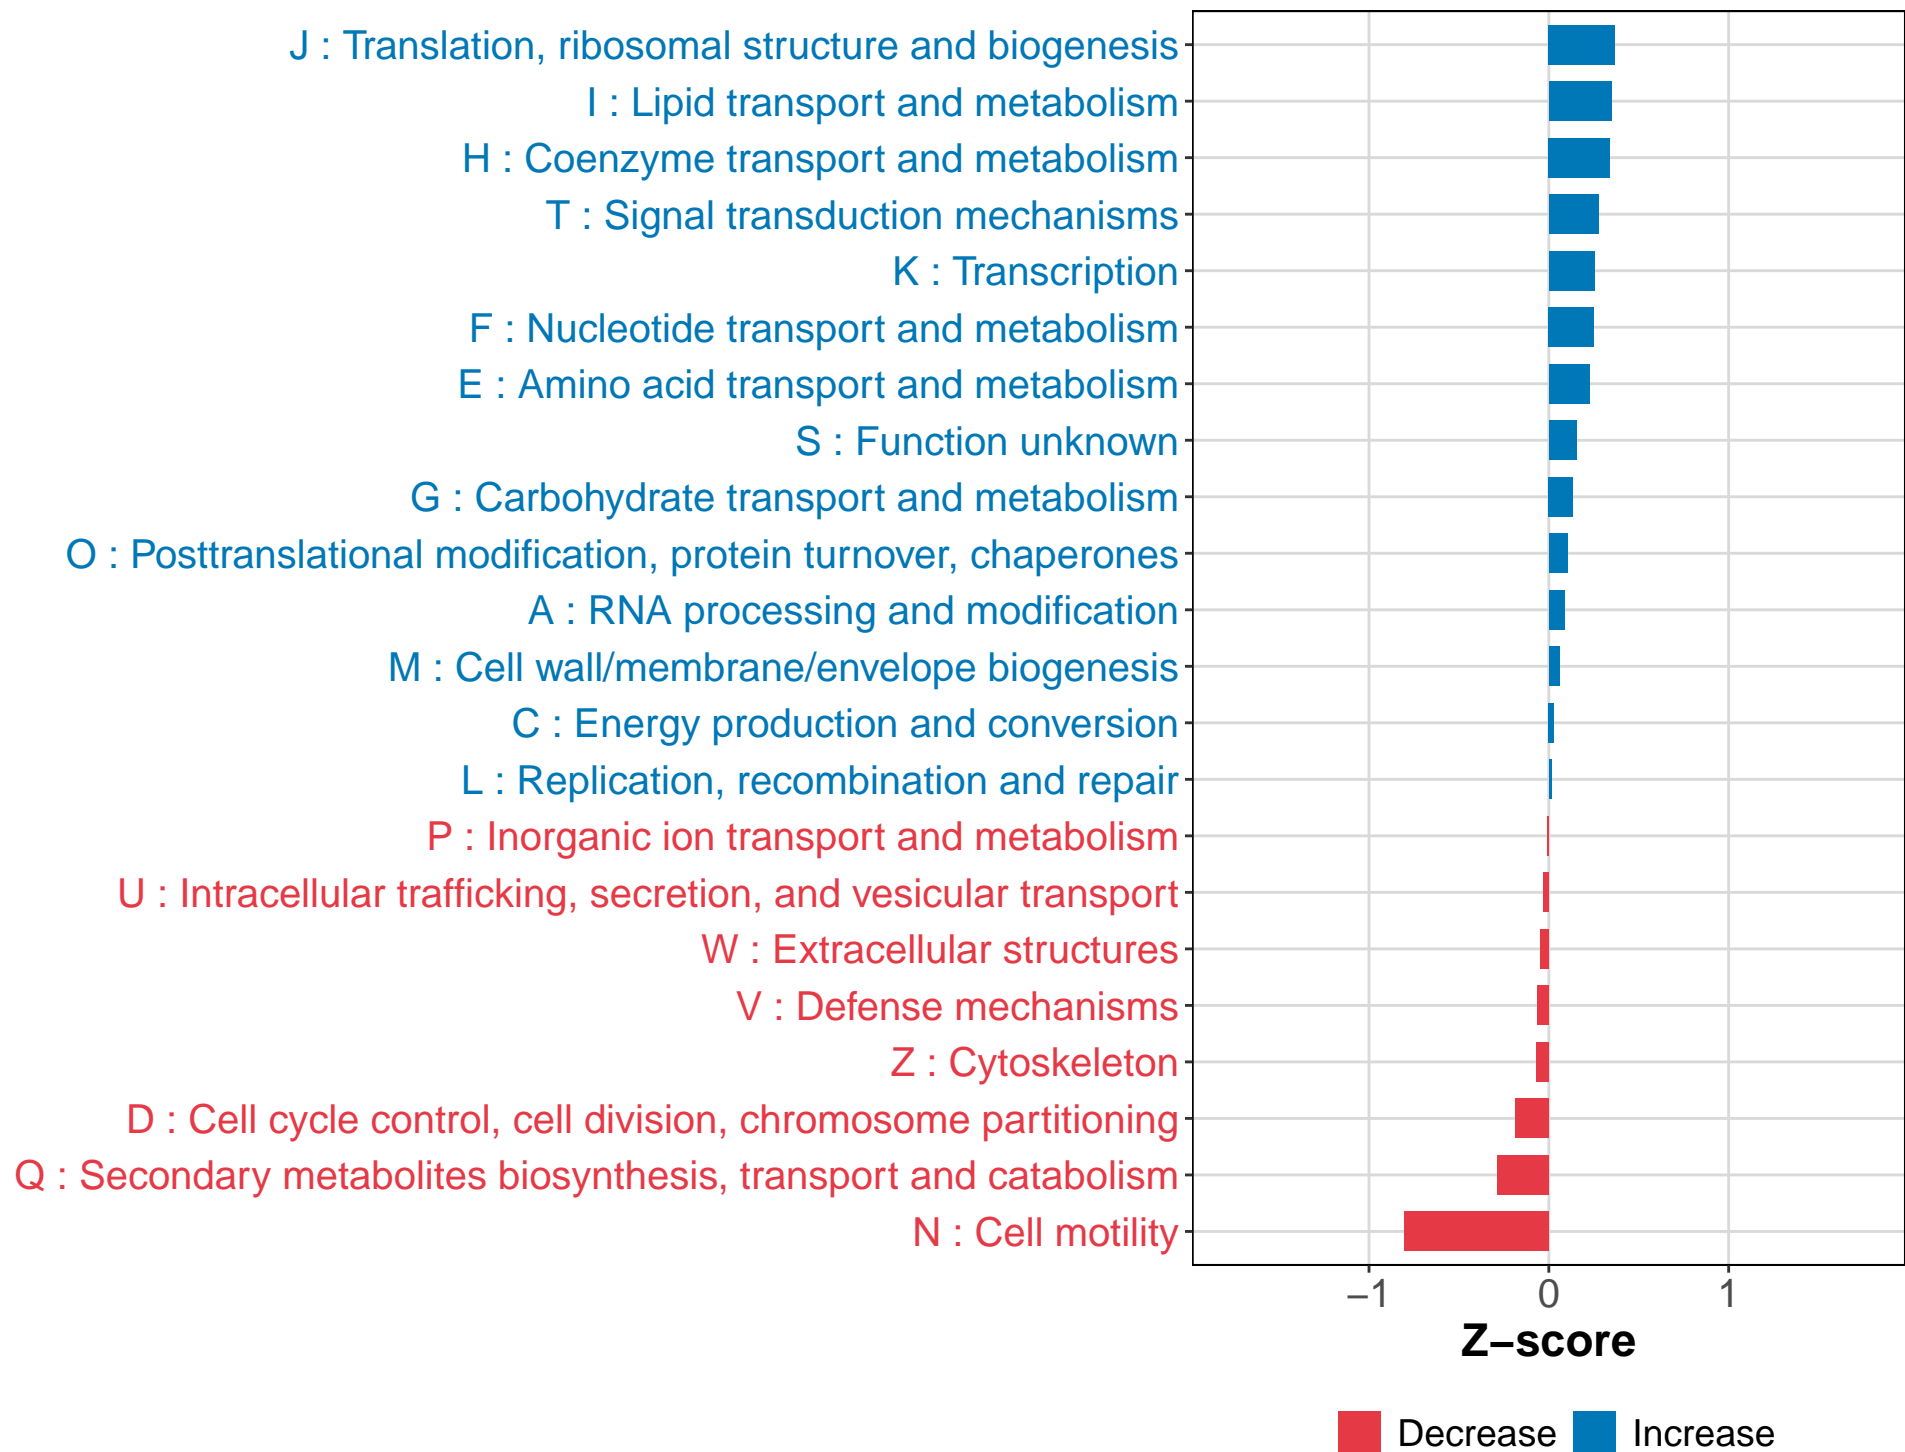 J : Translation, ribosomal structure and biogenesis
I : Lipid transport and metabolism
H : Coenzyme transport and metabolism
T : Signal transduction mechanisms
K : Transcription
F : Nucleotide transport and metabolism
E : Amino acid transport and metabolism
S : Function unknown
G : Carbohydrate transport and metabolism
O : Posttranslational modification, protein turnover, chaperones
A : RNA processing and modification
M : Cell wall/membrane/envelope biogenesis
C : Energy production and conversion
L : Replication, recombination and repair
P : Inorganic ion transport and metabolism
U : Intracellular trafficking, secretion, and vesicular transport
W : Extracellular structures
V : Defense mechanisms
Z : Cytoskeleton
D : Cell cycle control, cell division, chromosome partitioning
Q : Secondary metabolites biosynthesis, transport and catabolism
N : Cell motility
−1 0 1
Z−score
Decrease Increase